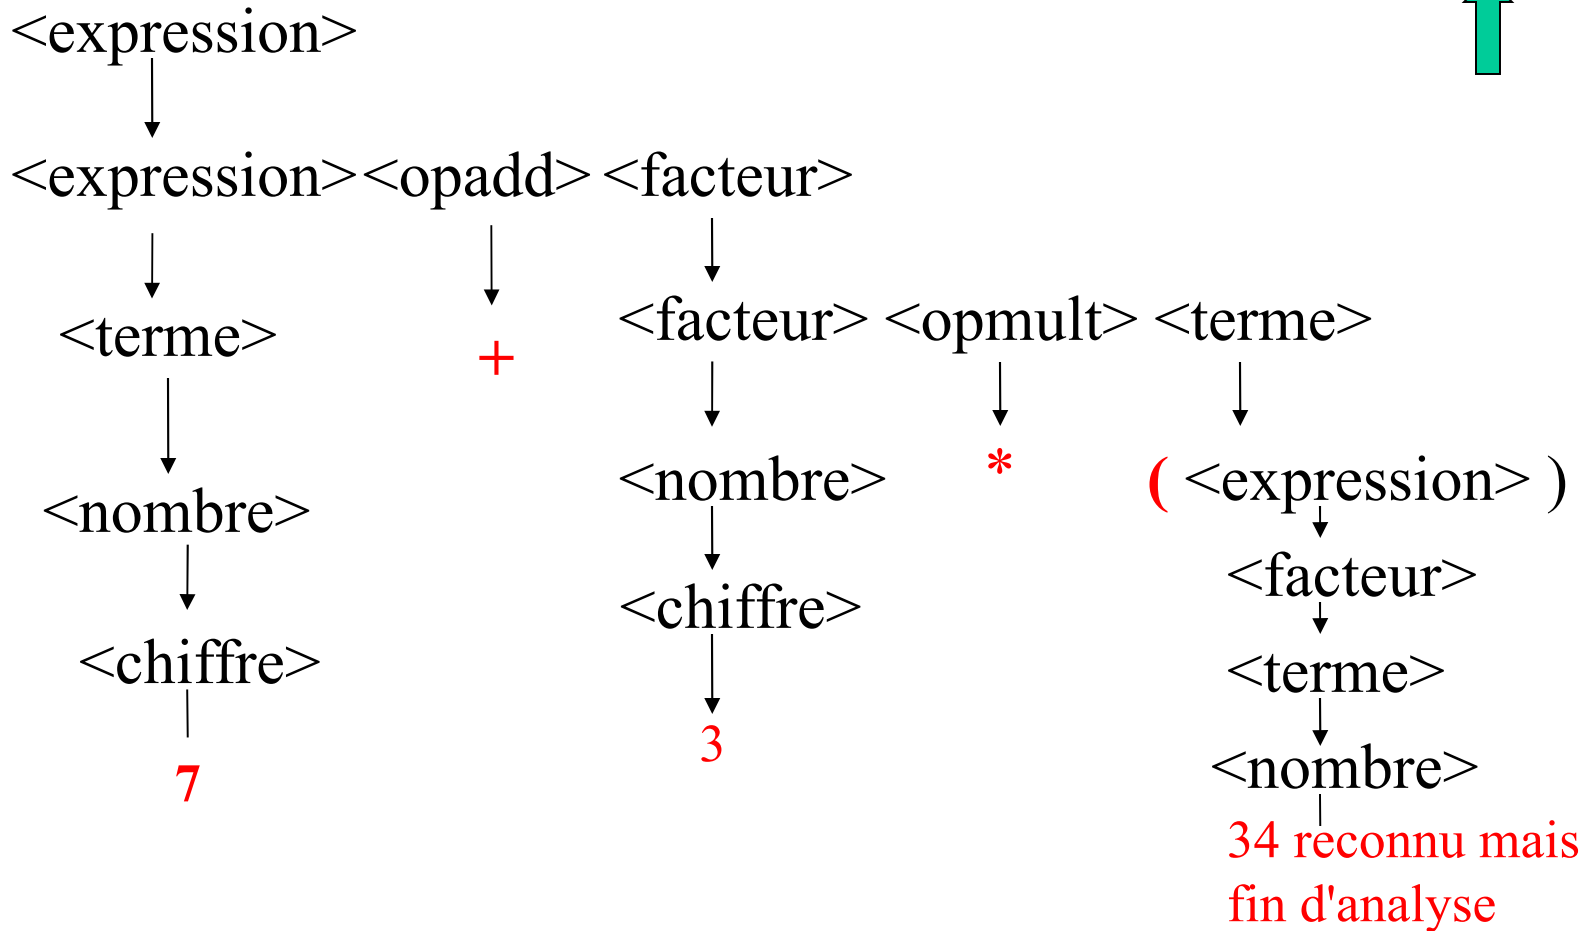 <expression>
<expression> <opadd> <facteur>
<terme> + <facteur> <opmult> <terme>
<nombre> <nombre> * ( <expression> )
<chiffre> <chiffre> <facteur>
7 3 <terme>
<nombre>
34 reconnu mais
fin d'analyse